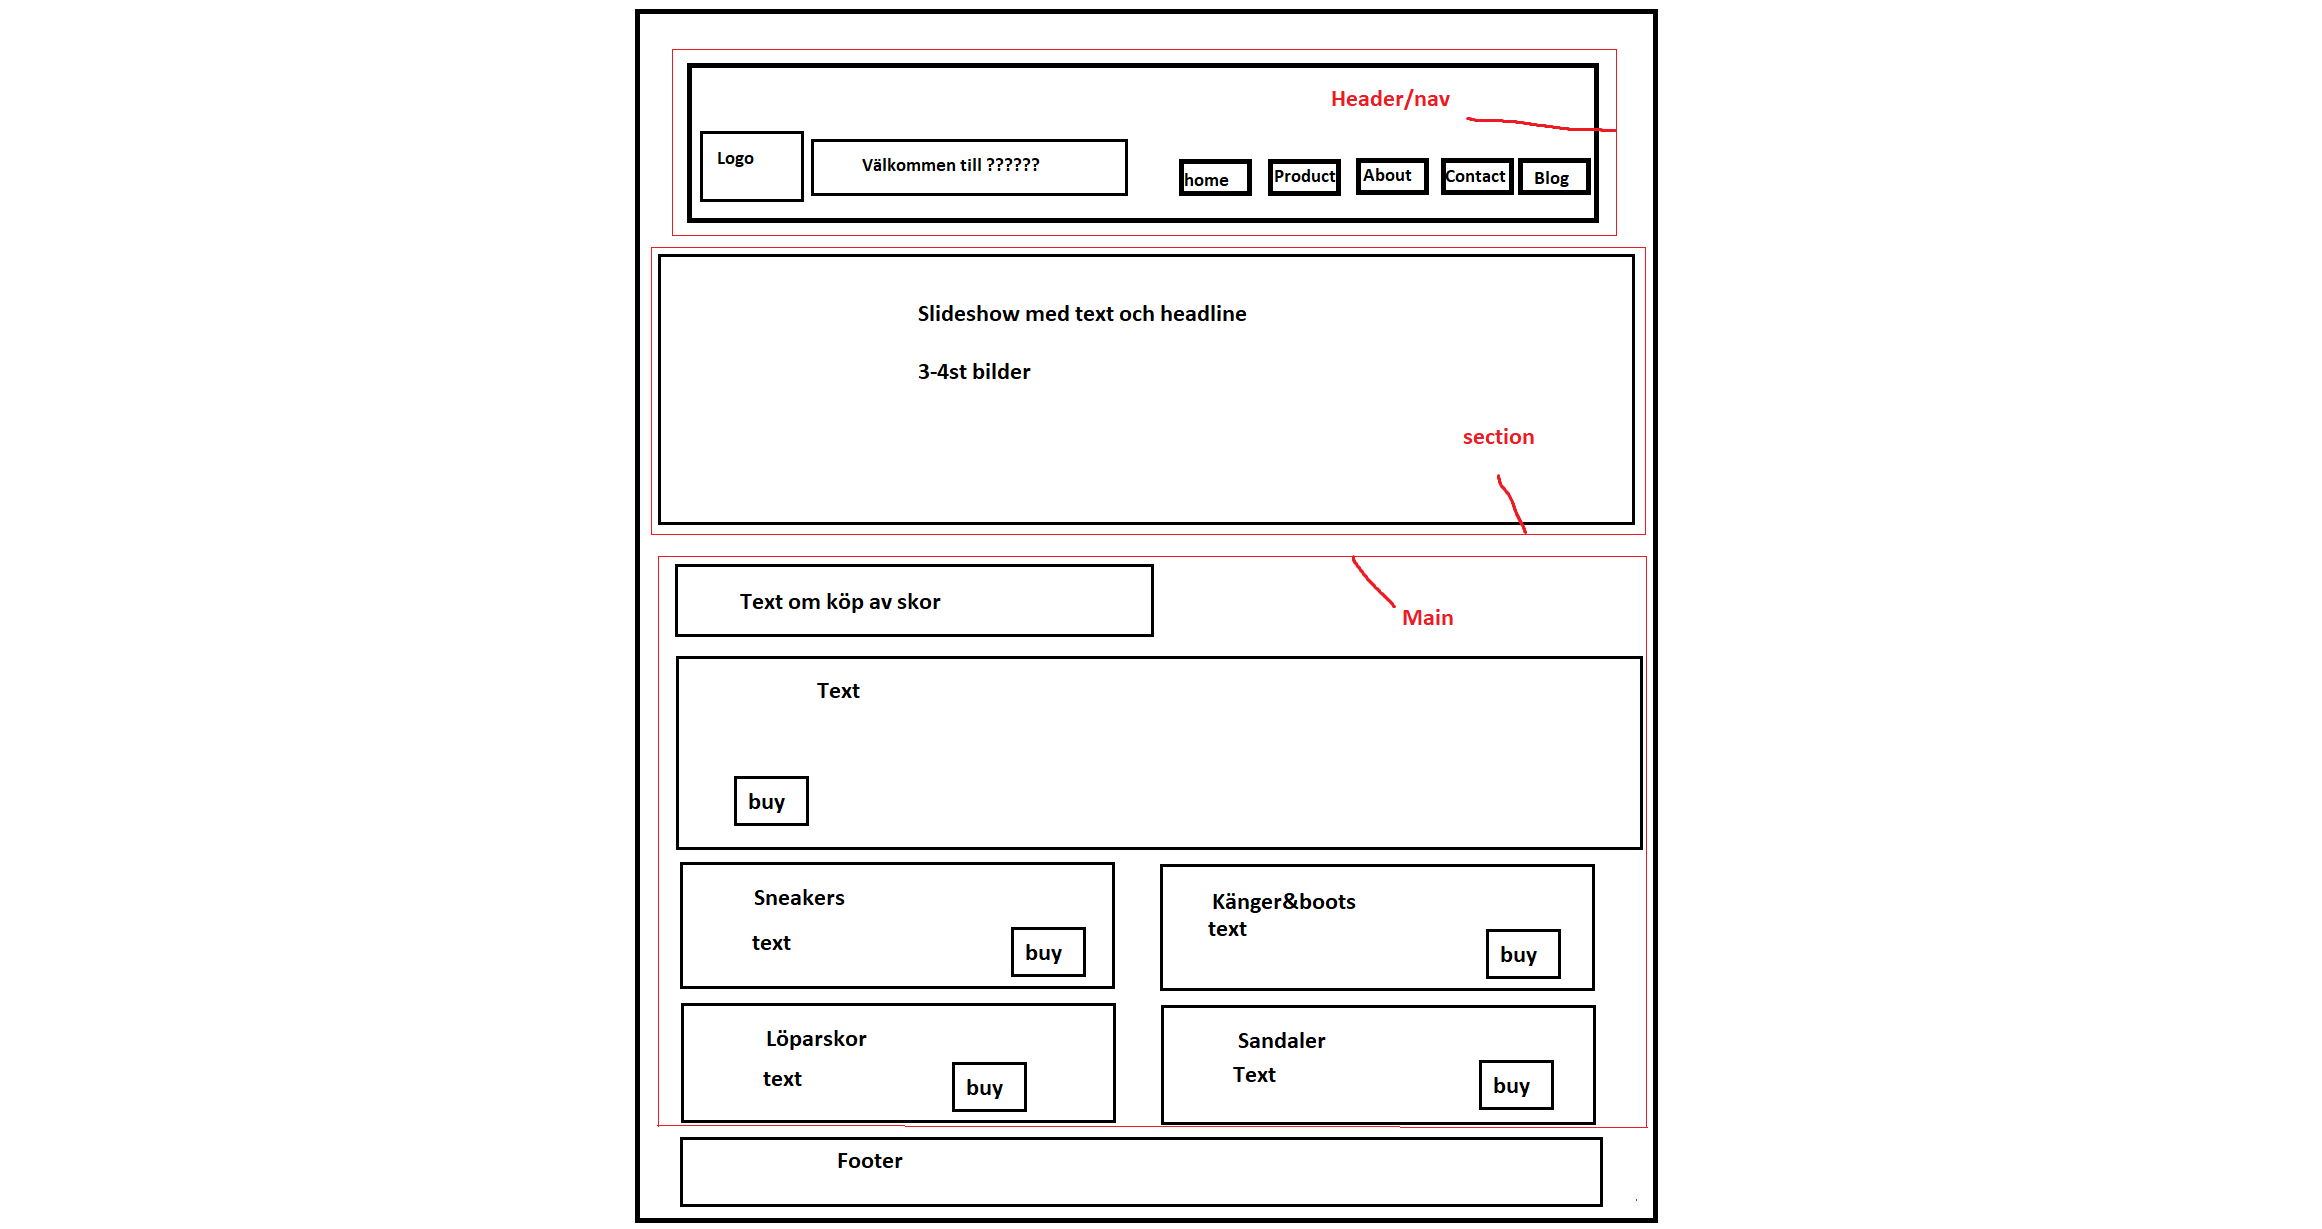 Header/nav
Logo
Välkommen till ??????
home
Product
About
Contact
Blog
Slideshow med text och headline
3-4st bilder
section
Text om köp av skor
Main
Text
buy
Sneakers
text
buy
Känger&boots
text
buy
Löparskor
text
buy
Sandaler
Text
buy
Footer